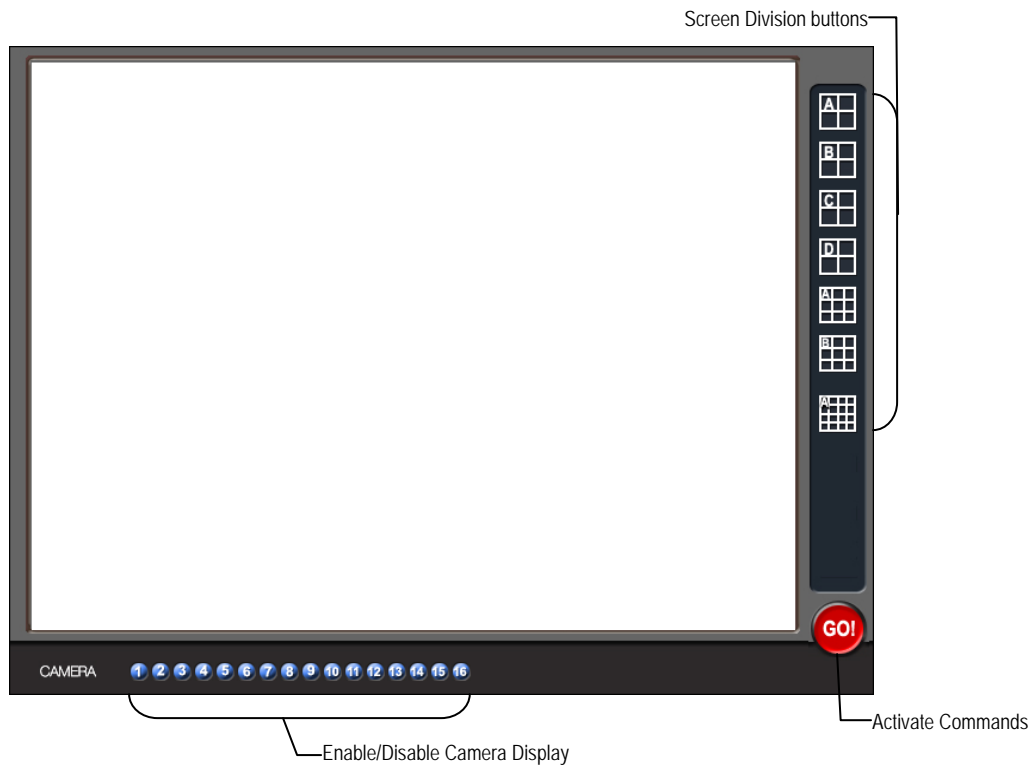 Screen Division buttons
A
B
C
D
A
B
A
GO!
CAMERA 1 2 3 4 5 6 7 8 9 10 11 12 13 14 15 16
Activate Commands
Enable/Disable Camera Display